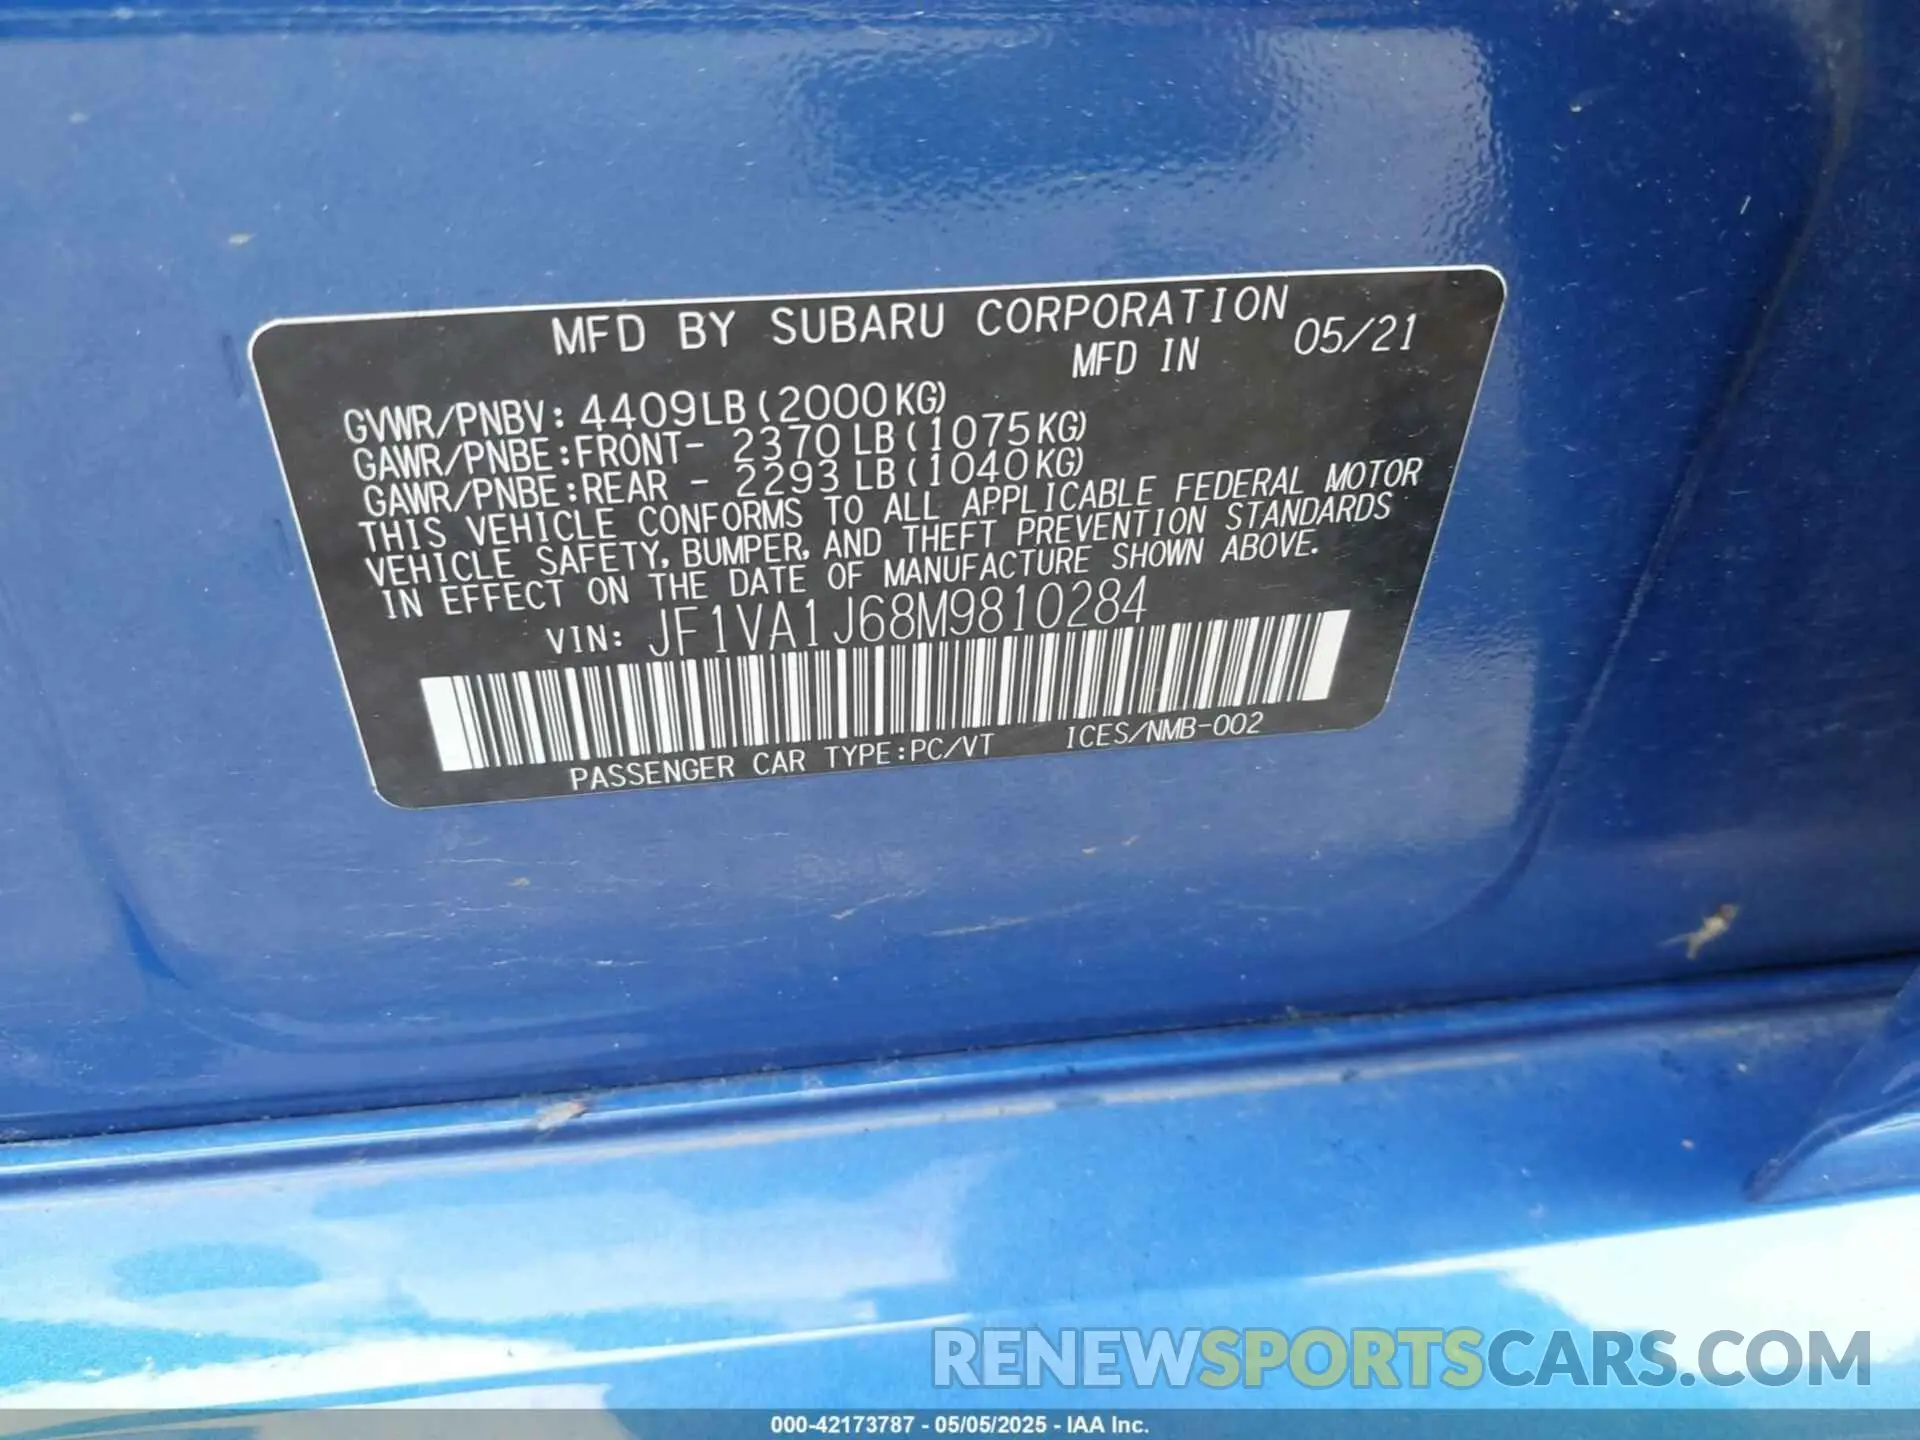 MFD BY SUBARU CORPORATION
MFD IN 05/21
GVWR/PNBV: 4409LB(2000KG)
GAWR/PNBE:FRONT- 2370LB(1075KG)
GAWR/PNBE:REAR - 2293LB(1040KG)
THIS VEHICLE CONFORMS TO ALL APPLICABLE FEDERAL MOTOR
VEHICLE SAFETY, BUMPER, AND THEFT PREVENTION STANDARDS
IN EFFECT ON THE DATE OF MANUFACTURE SHOWN ABOVE.
VIN: JF1VA1J68M9810284
PASSENGER CAR TYPE:PC/VT ICES/NMB-002
RENEWSPORTSCARS.COM
000-42173787 - 05/05/2025 - IAA Inc.